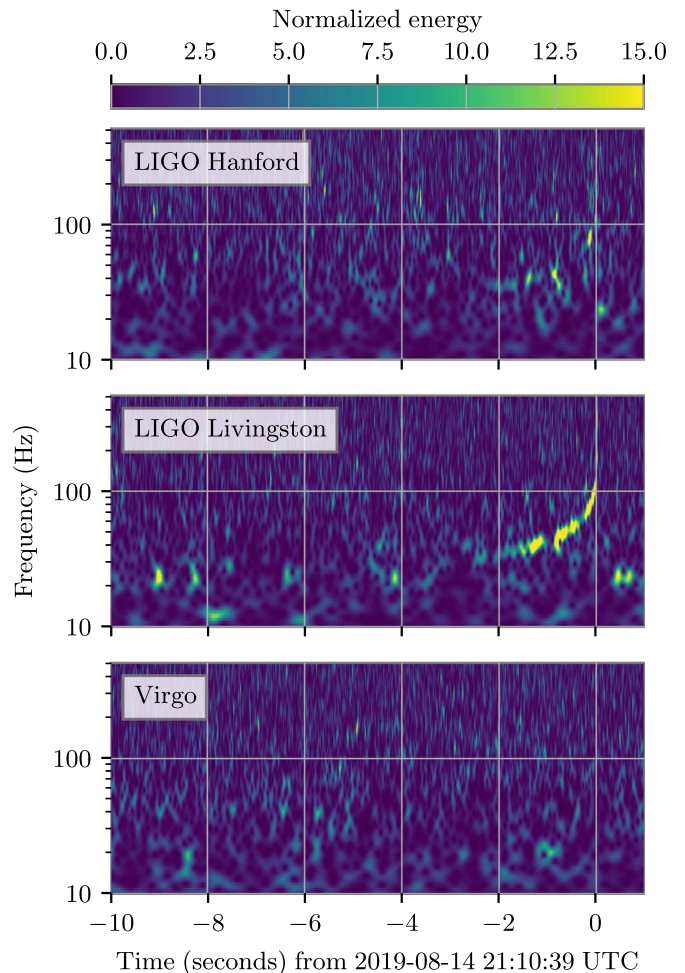 Normalized energy
0.0 2.5 5.0 7.5 10.0 12.5 15.0
LIGO Hanford
100
10
LIGO Livingston
100
10
Frequency (Hz)
Virgo
100
10
−10 −8 −6 −4 −2 0
Time (seconds) from 2019-08-14 21:10:39 UTC